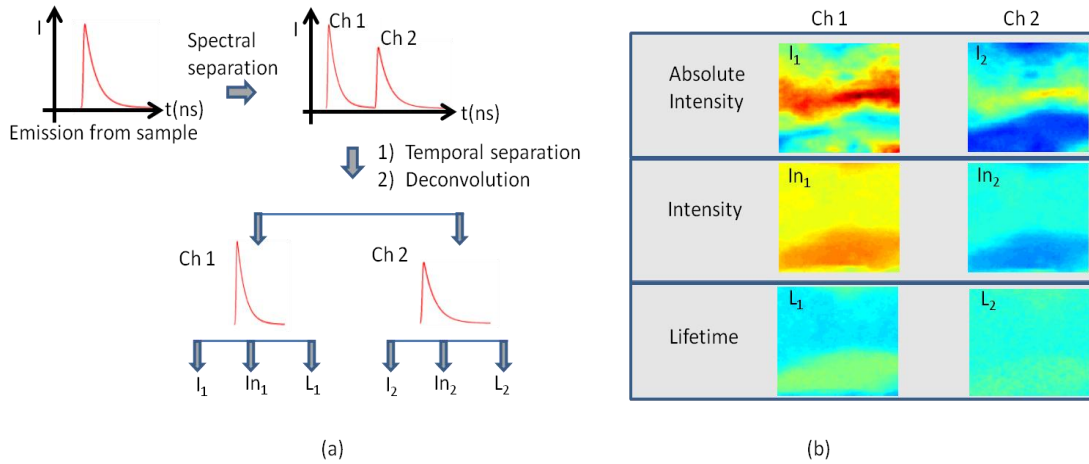 I
t(ns)
Emission from sample
Spectral
separation
I
Ch 1
Ch 2
t(ns)
1) Temporal separation
2) Deconvolution
Ch 1
Ch 2
I1
In1
L1
I2
In2
L2
(a)
Ch 1
Ch 2
Absolute
Intensity
I1
I2
Intensity
In1
In2
Lifetime
L1
L2
(b)